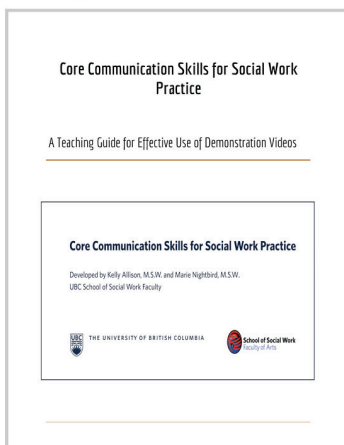 Core Communication Skills for Social Work
Practice
A Teaching Guide for Effective Use of Demonstration Videos
Core Communication Skills for Social Work Practice
Developed by Kelly Allison, M.S.W. and Marie Nightbird, M.S.W.
UBC School of Social Work Faculty
UBC THE UNIVERSITY OF BRITISH COLUMBIA
School of Social Work
Faculty of Arts